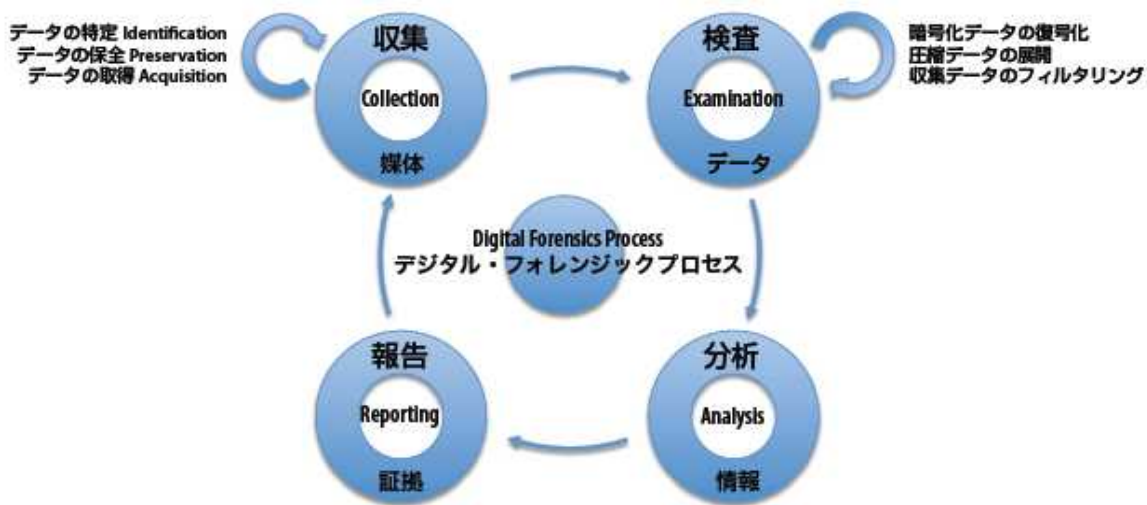 データの特定 Identification
データの保全 Preservation
データの取得 Acquisition
収集
Collection
媒体
検査
Examination
データ
暗号化データの復号化
圧縮データの展開
収集データのフィルタリング
Digital Forensics Process
デジタル・フォレンジックプロセス
報告
Reporting
証拠
分析
Analysis
情報